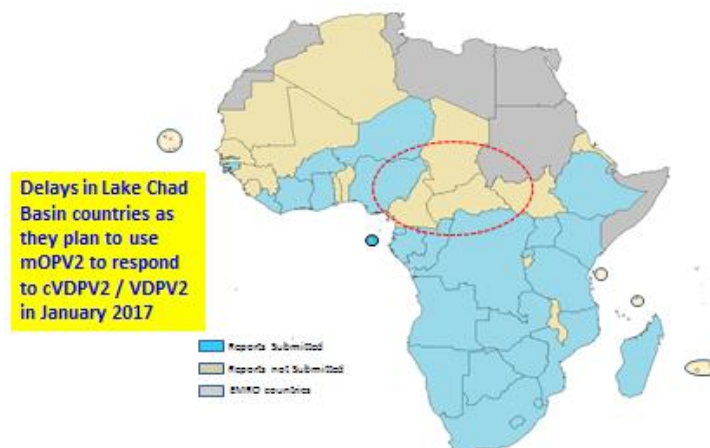 Delays in Lake Chad
Basin countries as
they plan to use
mOPV2 to respond
to cVDPV2 / VDPV2
in January 2017
Reports Submitted
Reports not Submitted
EMRO countries